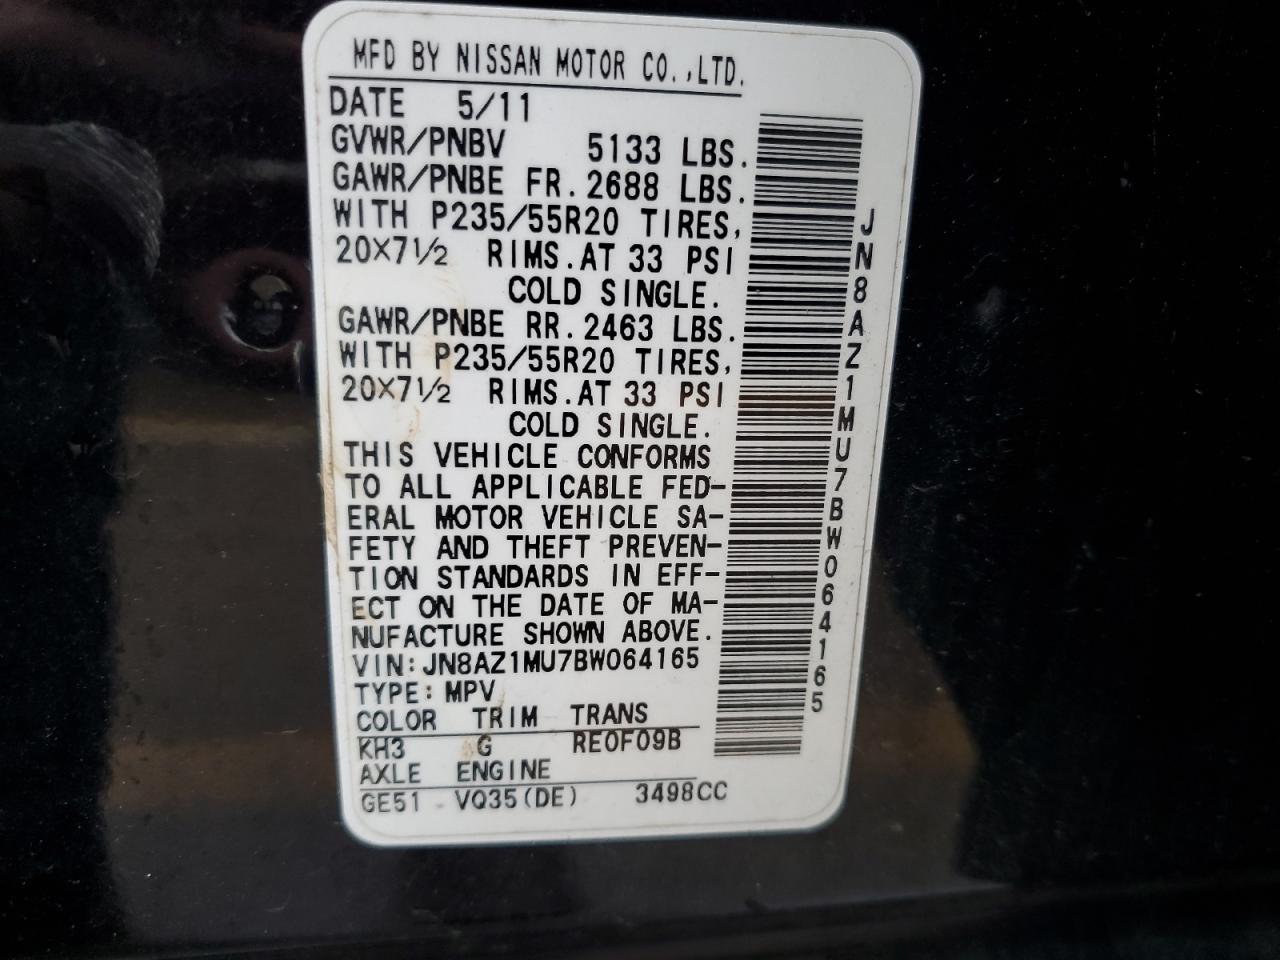 MFD BY NISSAN MOTOR CO.,LTD.
DATE 5/11
GVWR/PNBV 5133 LBS.
GAWR/PNBE FR. 2688 LBS.
WITH P235/55R20 TIRES,
20×7½ RIMS. AT 33 PSI
COLD SINGLE.
GAWR/PNBE RR. 2463 LBS.
WITH P235/55R20 TIRES,
20×7½ RIMS. AT 33 PSI
COLD SINGLE.
THIS VEHICLE CONFORMS
TO ALL APPLICABLE FED-
ERAL MOTOR VEHICLE SA-
FETY AND THEFT PREVEN-
TION STANDARDS IN EFF-
ECT ON THE DATE OF MA-
NUFACTURE SHOWN ABOVE.
VIN: JN8AZ1MU7BW064165
TYPE: MPV
COLOR TRIM TRANS
KH3 G RE0F09B
AXLE ENGINE
GE51 - VQ35(DE) 3498CC
JN8AZ1MU7BW064165